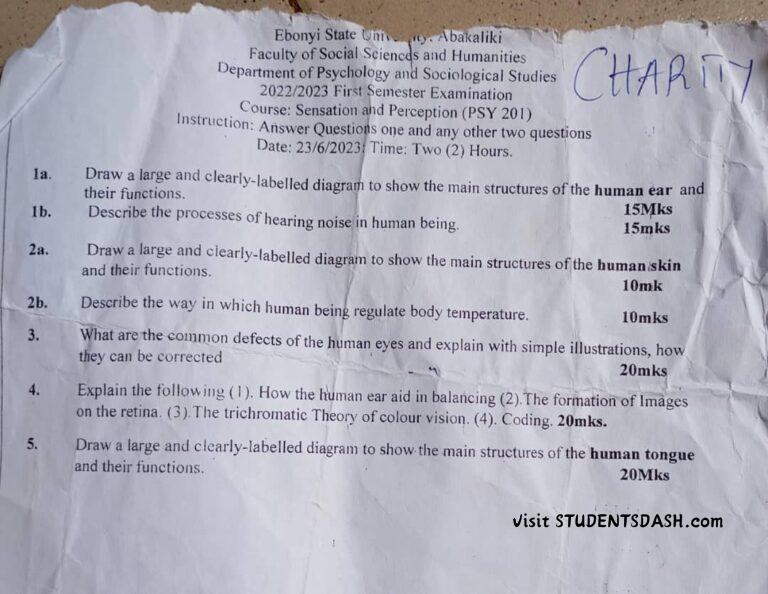 Ebonyi State Abakaliki
Faculty of Social Sciences and Humanities
Department of Psychology and Sociological Studies
2022/2023 First Semester Examination
Course: Sensation and Perception (PSY 201)
Instruction: Answer Questions one and any other two questions
Date: 23/6/2023; Time: Two (2) Hours.
CHARITY
1a. Draw a large and clearly-labelled diagram to show the main structures of the human ear and
their functions. 15Mks
1b. Describe the processes of hearing noise in human being. 15mks
2a. Draw a large and clearly-labelled diagram to show the main structures of the human skin
and their functions. 10mk
2b. Describe the way in which human being regulate body temperature. 10mks
3. What are the common defects of the human eyes and explain with simple illustrations, how
they can be corrected 20mks
4. Explain the following (1). How the human ear aid in balancing (2).The formation of Images
on the retina. (3).The trichromatic Theory of colour vision. (4). Coding. 20mks.
5. Draw a large and clearly-labelled diagram to show the main structures of the human tongue
and their functions. 20Mks
visit STUDENTSDASH.com